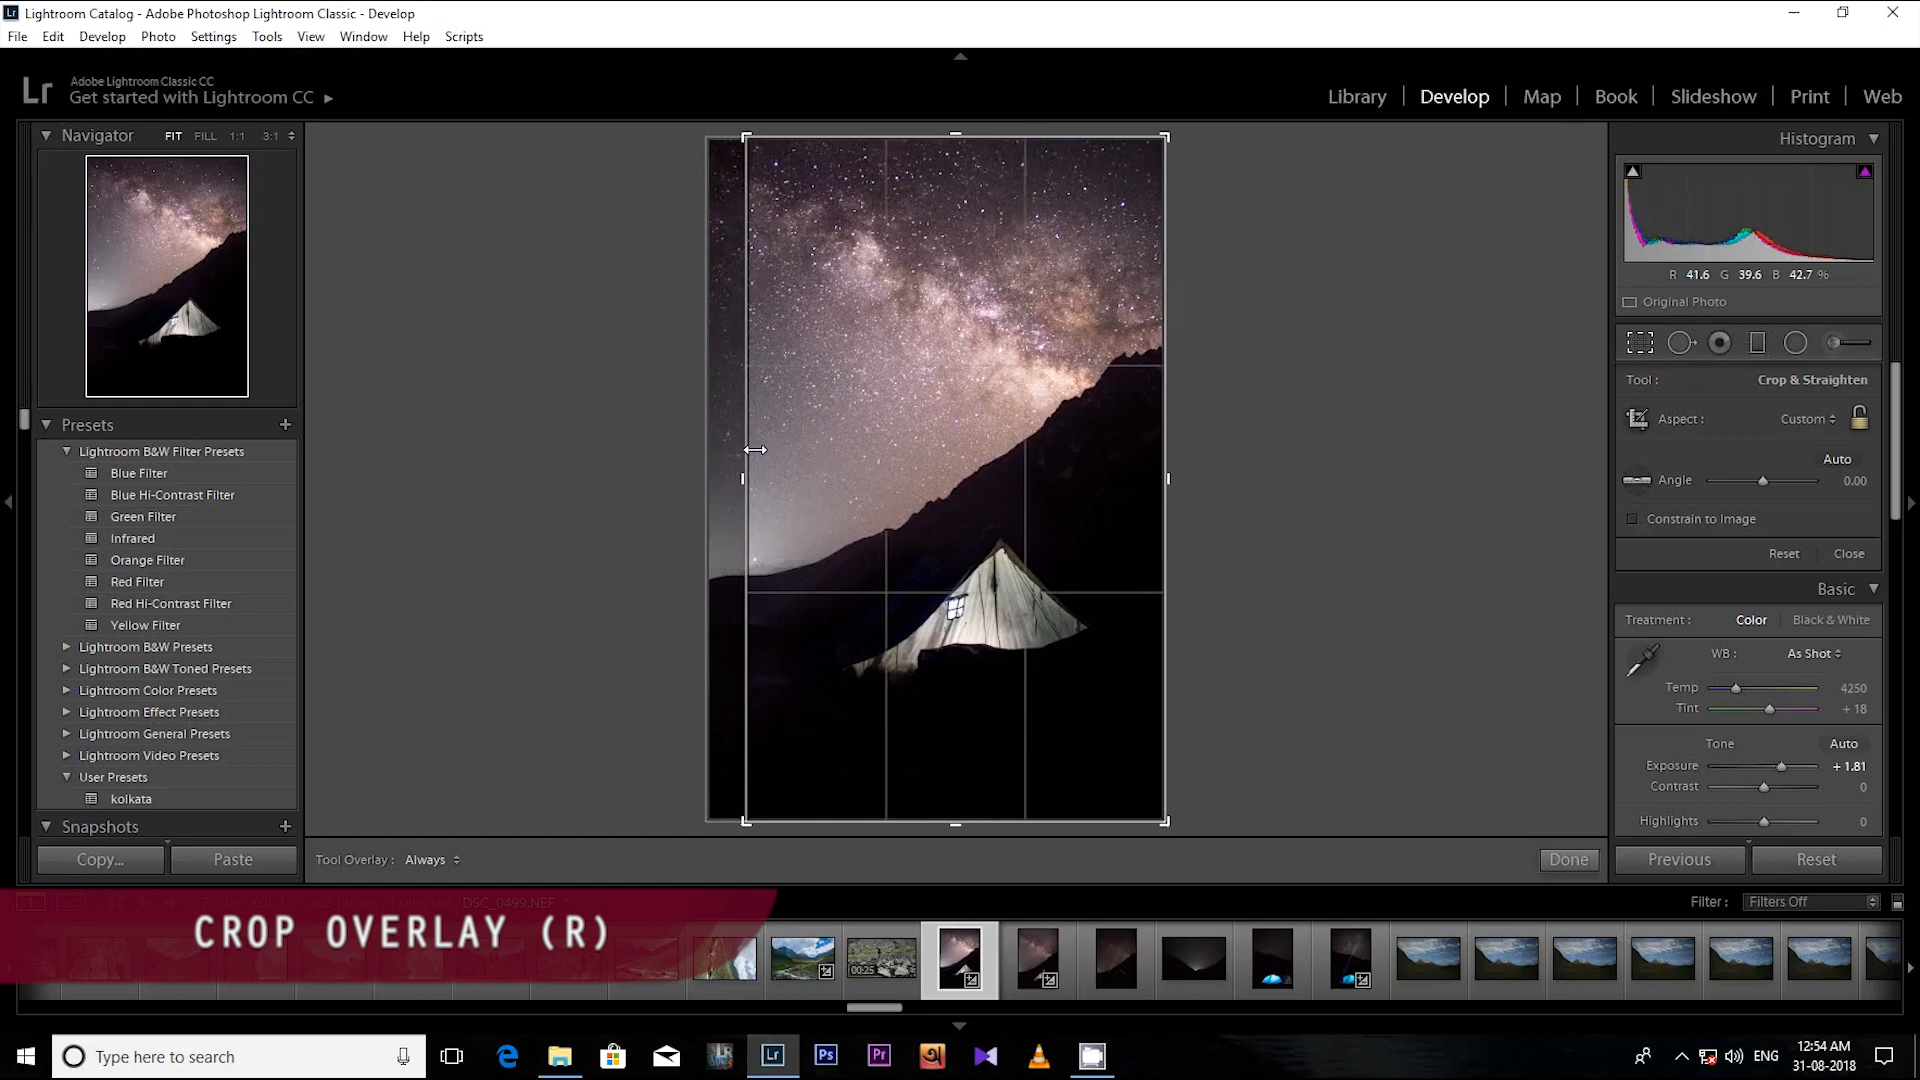 Lightroom Catalog - Adobe Photoshop Lightroom Classic - Develop
File Edit Develop Photo Settings Tools View Window Help Scripts
Lr
Adobe Lightroom Classic CC
Get started with Lightroom CC
Library Develop Map Book Slideshow Print Web
Navigator FIT FILL 1:1 3:1
Presets
Lightroom B&W Filter Presets
Blue Filter
Blue Hi-Contrast Filter
Green Filter
Infrared
Orange Filter
Red Filter
Red Hi-Contrast Filter
Yellow Filter
Lightroom B&W Presets
Lightroom B&W Toned Presets
Lightroom Color Presets
Lightroom Effect Presets
Lightroom General Presets
Lightroom Video Presets
User Presets
kolkata
Snapshots
Copy... Paste
Tool Overlay : Always
Done
Histogram
R 41.6 G 39.6 B 42.7 %
Original Photo
Tool : Crop & Straighten
Aspect : Custom
Auto
Angle 0.00
Constrain to Image
Reset Close
Basic
Treatment : Color Black & White
WB : As Shot
Temp 4250
Tint + 18
Tone Auto
Exposure + 1.81
Contrast 0
Highlights 0
Previous Reset
DSC_0499.NEF
Filter : Filters Off
CROP OVERLAY (R)
00:25
Type here to search
Lr Ps Pr
ENG
12:54 AM
31-08-2018